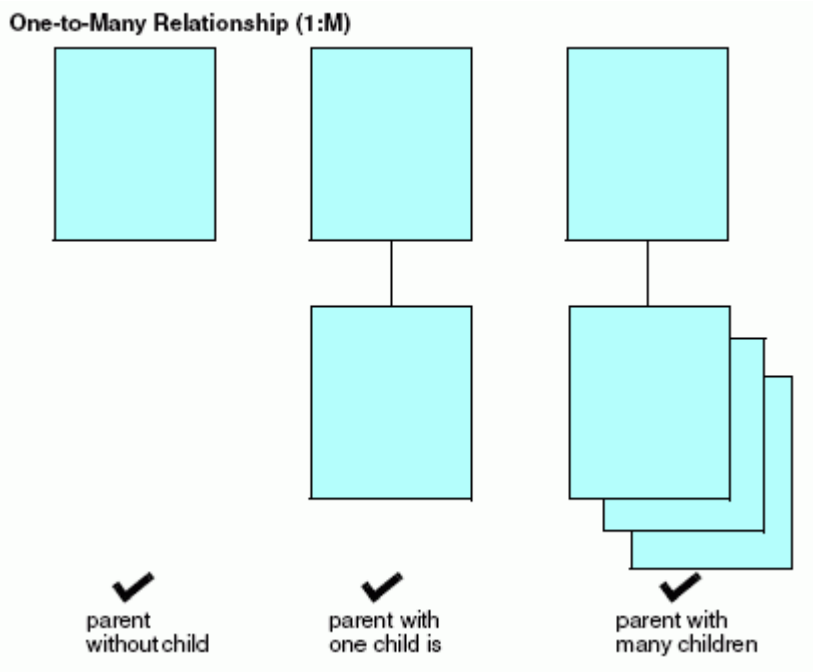 One-to-Many Relationship (1:M)
parent
without child
parent with
one child is
parent with
many children